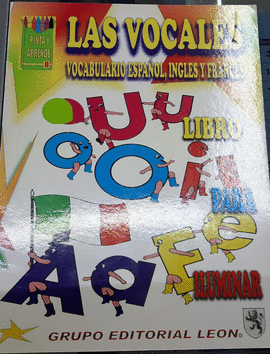 PINTA Y
APRENDE
LAS VOCALES
VOCABULARIO ESPAÑOL, INGLES Y FRANCES
U u
LIBRO
O o i
PARA
A a E e
ILUMINAR
GRUPO EDITORIAL LEON